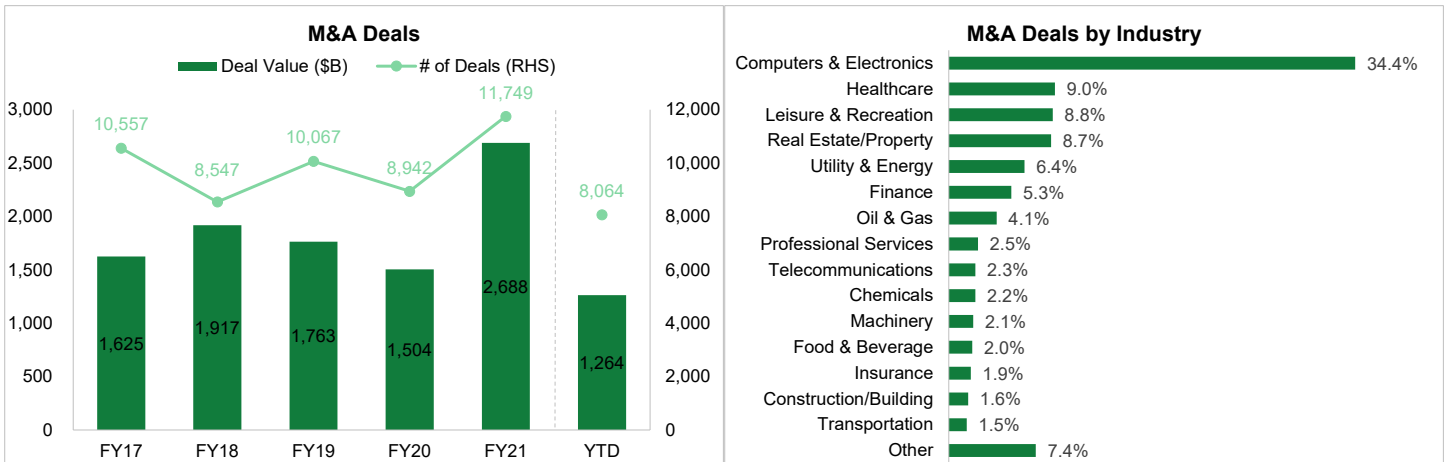 M&A Deals
Deal Value ($B) # of Deals (RHS)
3,000
2,500
2,000
1,500
1,000
500
0
10,557
8,547
10,067
8,942
11,749
8,064
1,625
1,917
1,763
1,504
2,688
1,264
12,000
10,000
8,000
6,000
4,000
2,000
0
FY17 FY18 FY19 FY20 FY21 YTD
M&A Deals by Industry
Computers & Electronics 34.4%
Healthcare 9.0%
Leisure & Recreation 8.8%
Real Estate/Property 8.7%
Utility & Energy 6.4%
Finance 5.3%
Oil & Gas 4.1%
Professional Services 2.5%
Telecommunications 2.3%
Chemicals 2.2%
Machinery 2.1%
Food & Beverage 2.0%
Insurance 1.9%
Construction/Building 1.6%
Transportation 1.5%
Other 7.4%